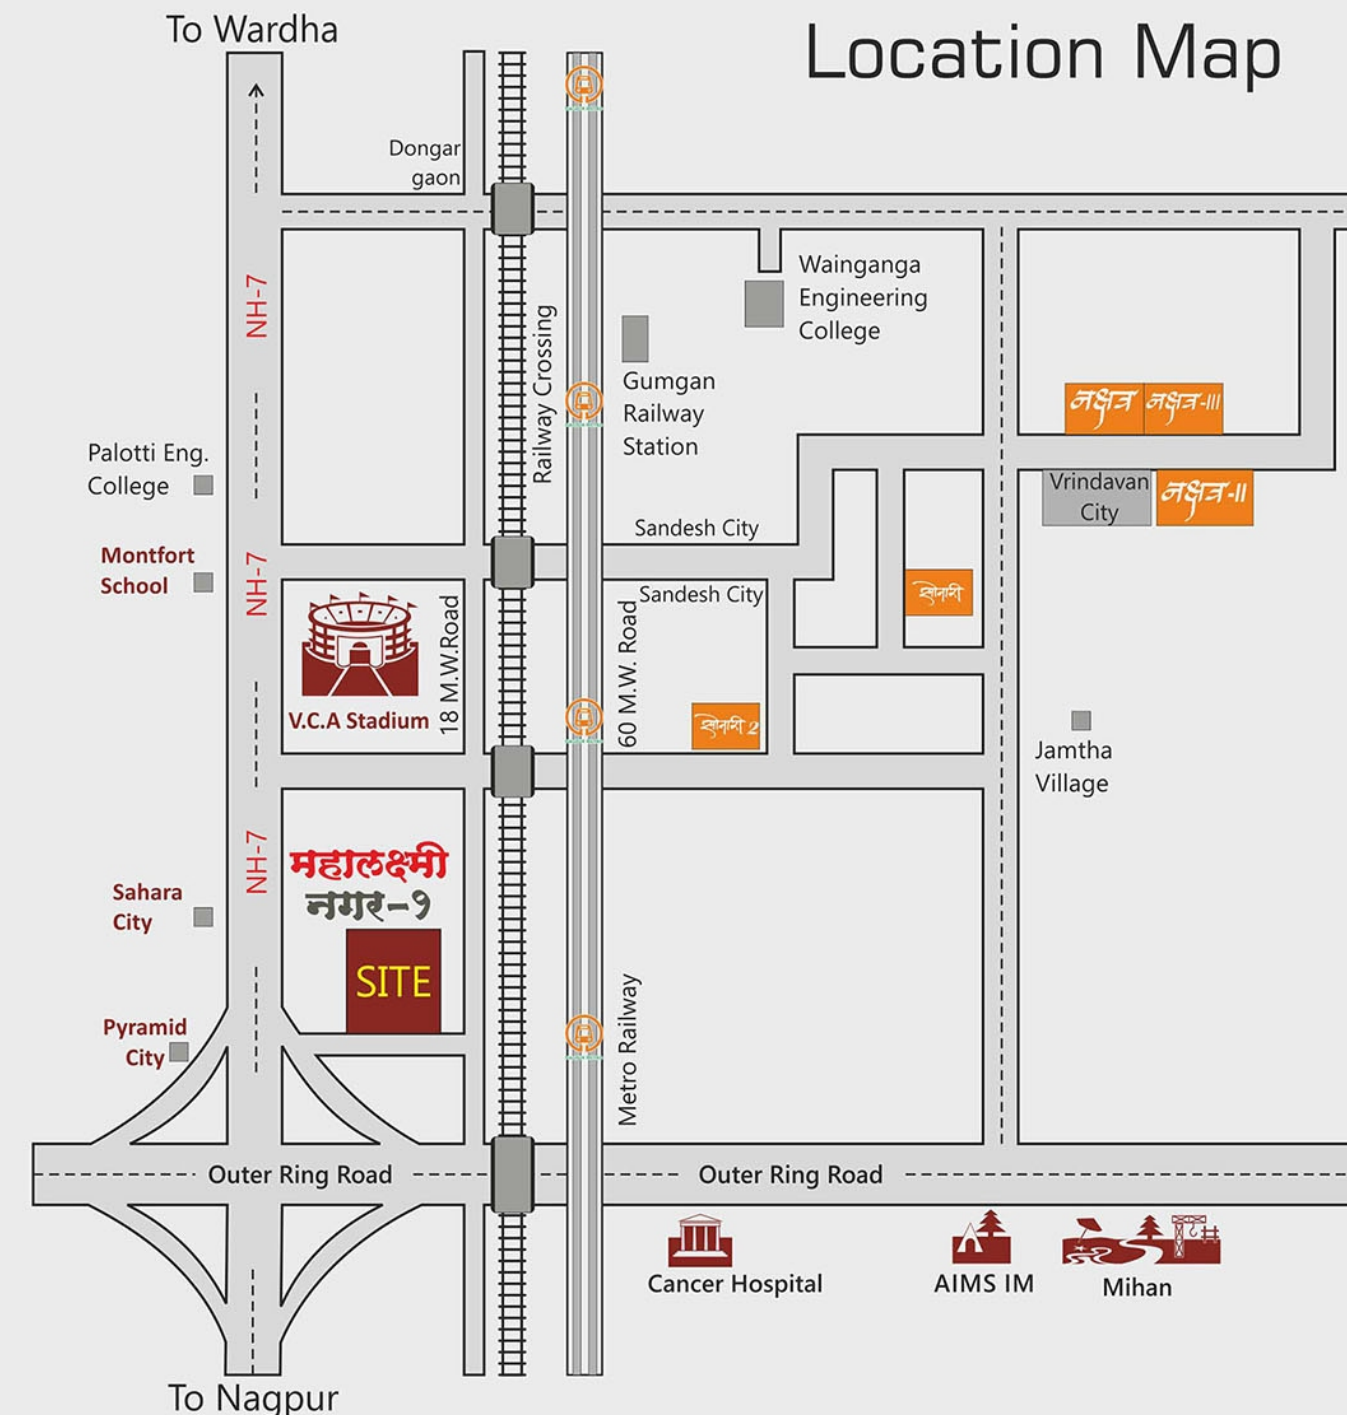 To Wardha
Location Map
Dongar
gaon
NH-7
Railway Crossing
Wainganga
Engineering
College
Gumgan
Railway
Station
नक्षत्र
नक्षत्र-III
Palotti Eng.
College
Vrindavan
City
नक्षत्र-II
Sandesh City
Montfort
School
NH-7
Sandesh City
सोनारी
18 M.W.Road
60 M.W. Road
V.C.A Stadium
सोनारी 2
Jamtha
Village
NH-7
महालक्ष्मी
नगर-१
Sahara
City
SITE
Metro Railway
Pyramid
City
Outer Ring Road
Outer Ring Road
Cancer Hospital
AIMS IM
Mihan
To Nagpur